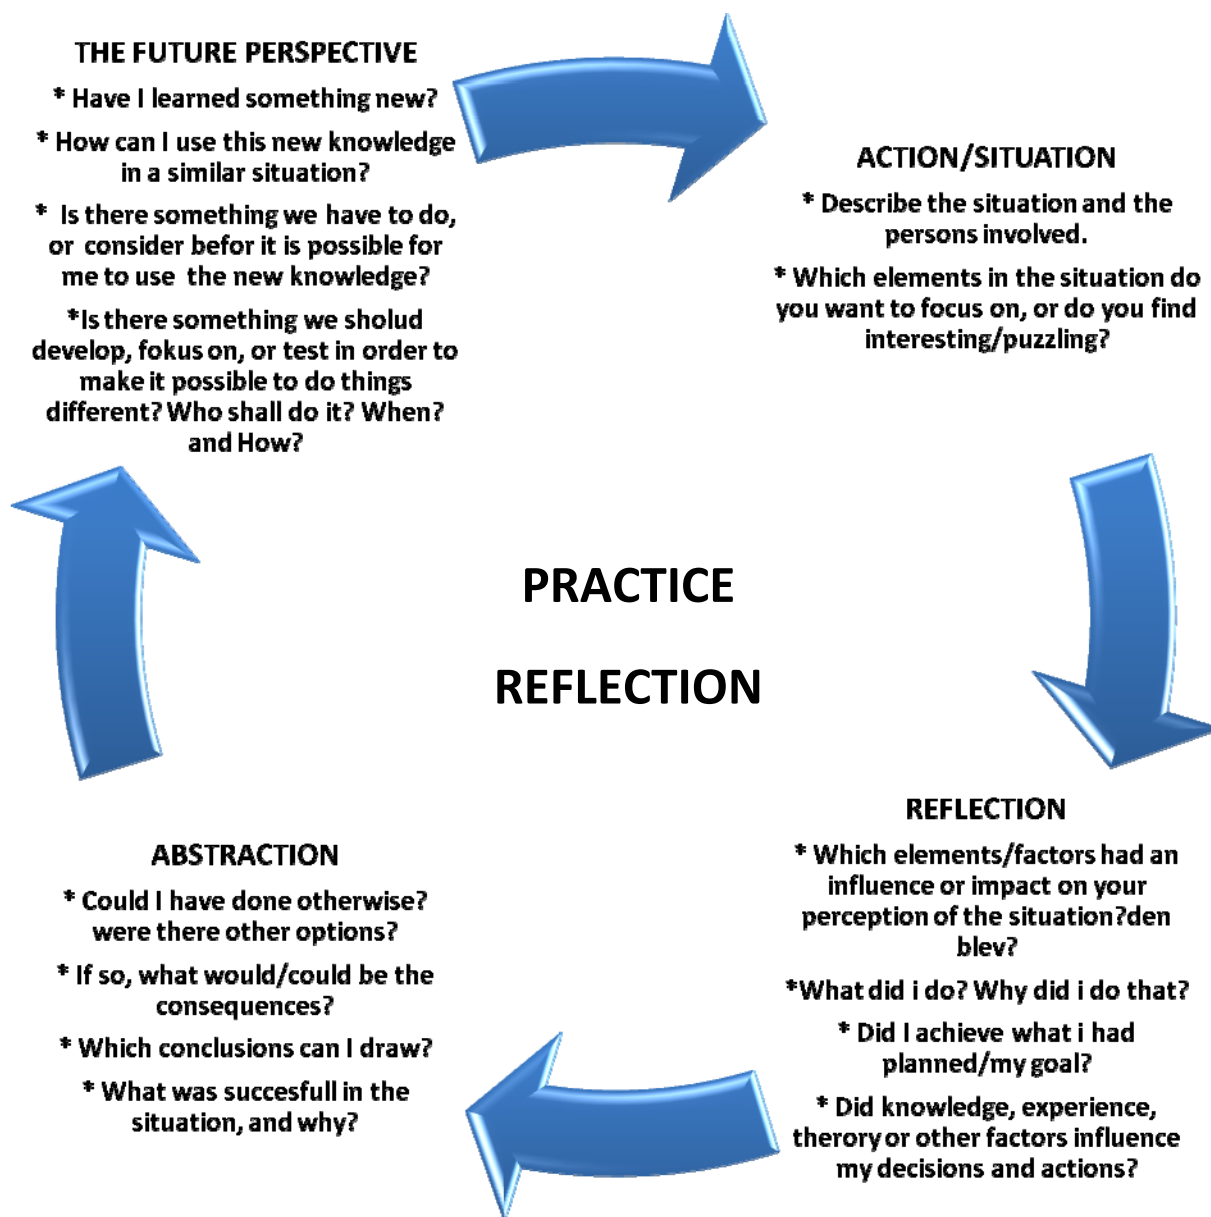 THE FUTURE PERSPECTIVE
* Have I learned something new?
* How can I use this new knowledge
in a similar situation?
* Is there something we have to do,
or consider befor it is possible for
me to use the new knowledge?
*Is there something we sholud
develop, fokus on, or test in order to
make it possible to do things
different? Who shall do it? When?
and How?
ACTION/SITUATION
* Describe the situation and the
persons involved.
* Which elements in the situation do
you want to focus on, or do you find
interesting/puzzling?
PRACTICE
REFLECTION
REFLECTION
* Which elements/factors had an
influence or impact on your
perception of the situation?den
blev?
*What did i do? Why did i do that?
* Did I achieve what i had
planned/my goal?
* Did knowledge, experience,
therory or other factors influence
my decisions and actions?
ABSTRACTION
* Could I have done otherwise?
were there other options?
* If so, what would/could be the
consequences?
* Which conclusions can I draw?
* What was succesfull in the
situation, and why?